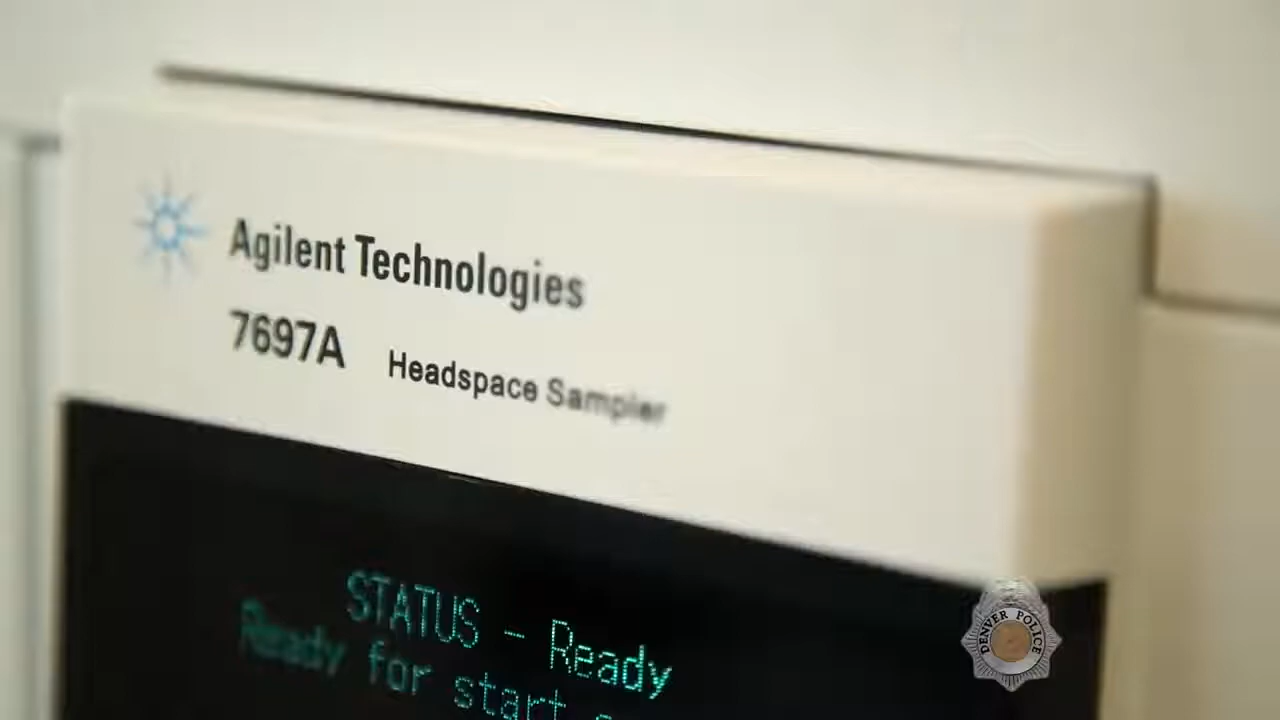 Agilent Technologies
7697A Headspace Sampler
STATUS - Ready
Ready for start
DENVER POLICE